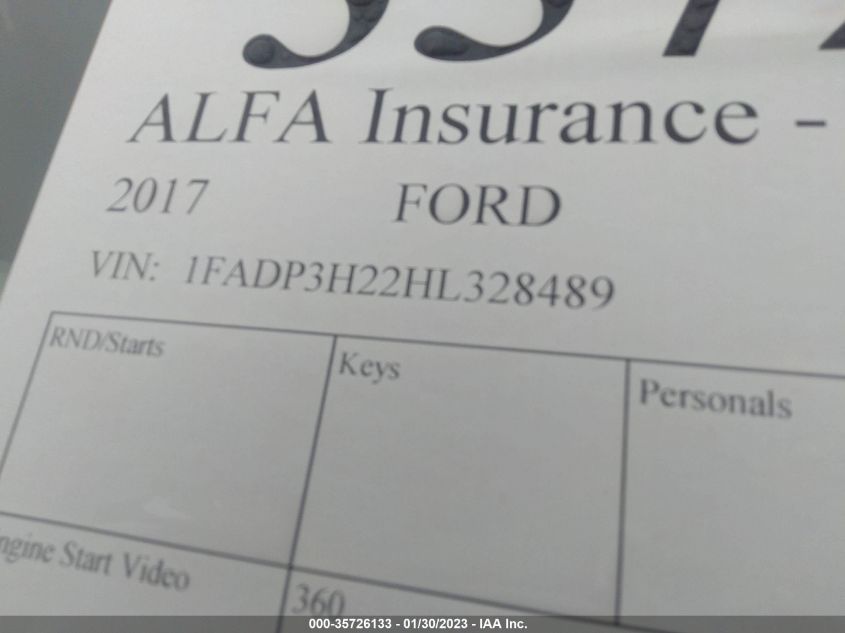 ALFA Insurance -
2017 FORD
VIN: 1FADP3H22HL328489
RND/Starts Keys Personals
Start Video 360
000-35726133 - 01/30/2023 - IAA Inc.